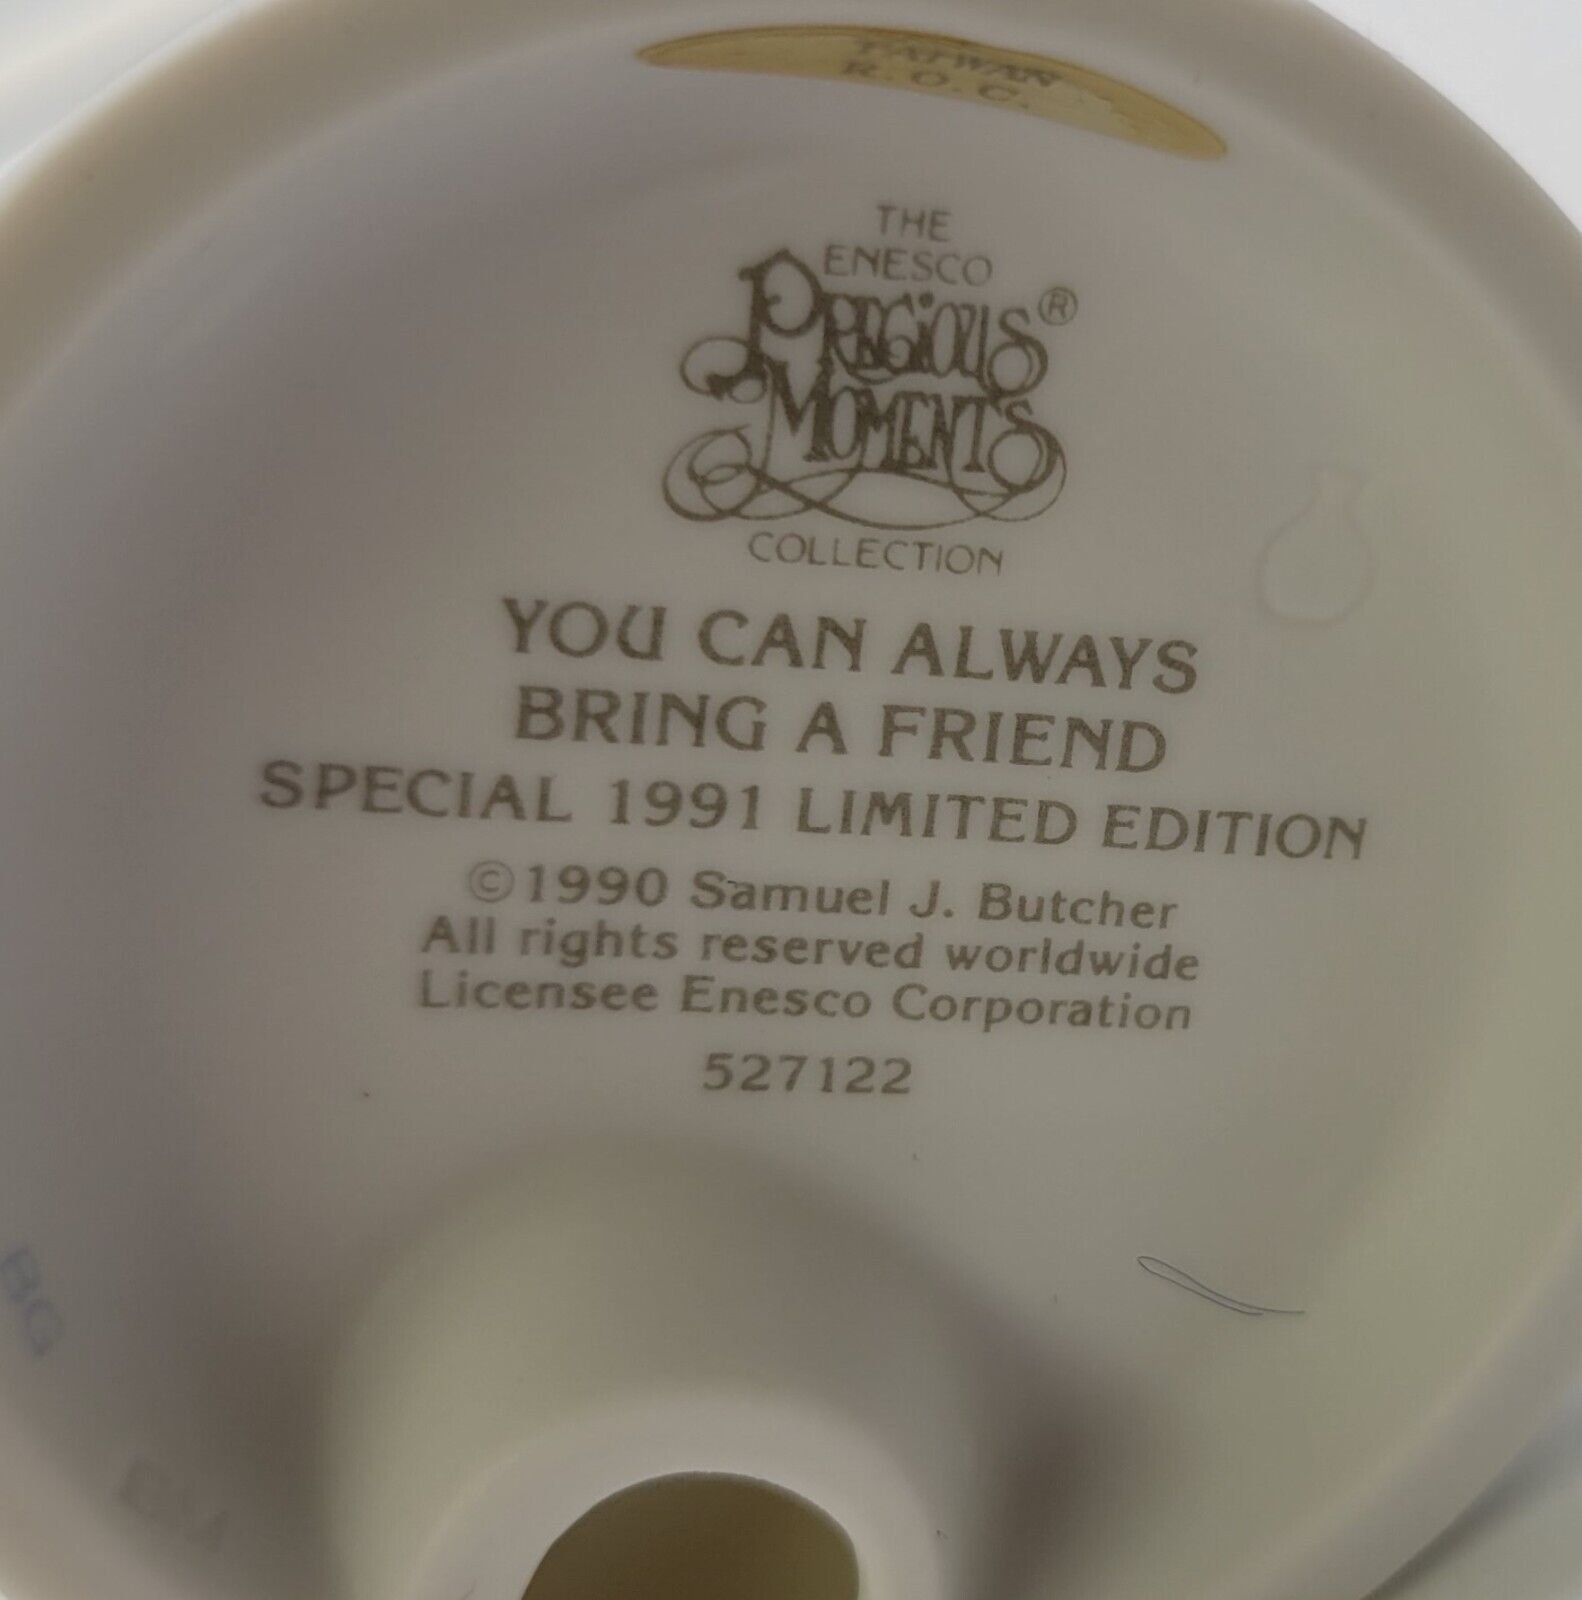 TAIWAN
R. O. C.
THE
ENESCO
PRECIOUS®
MOMENTS
COLLECTION
YOU CAN ALWAYS
BRING A FRIEND
SPECIAL 1991 LIMITED EDITION
©1990 Samuel J. Butcher
All rights reserved worldwide
Licensee Enesco Corporation
527122
BG